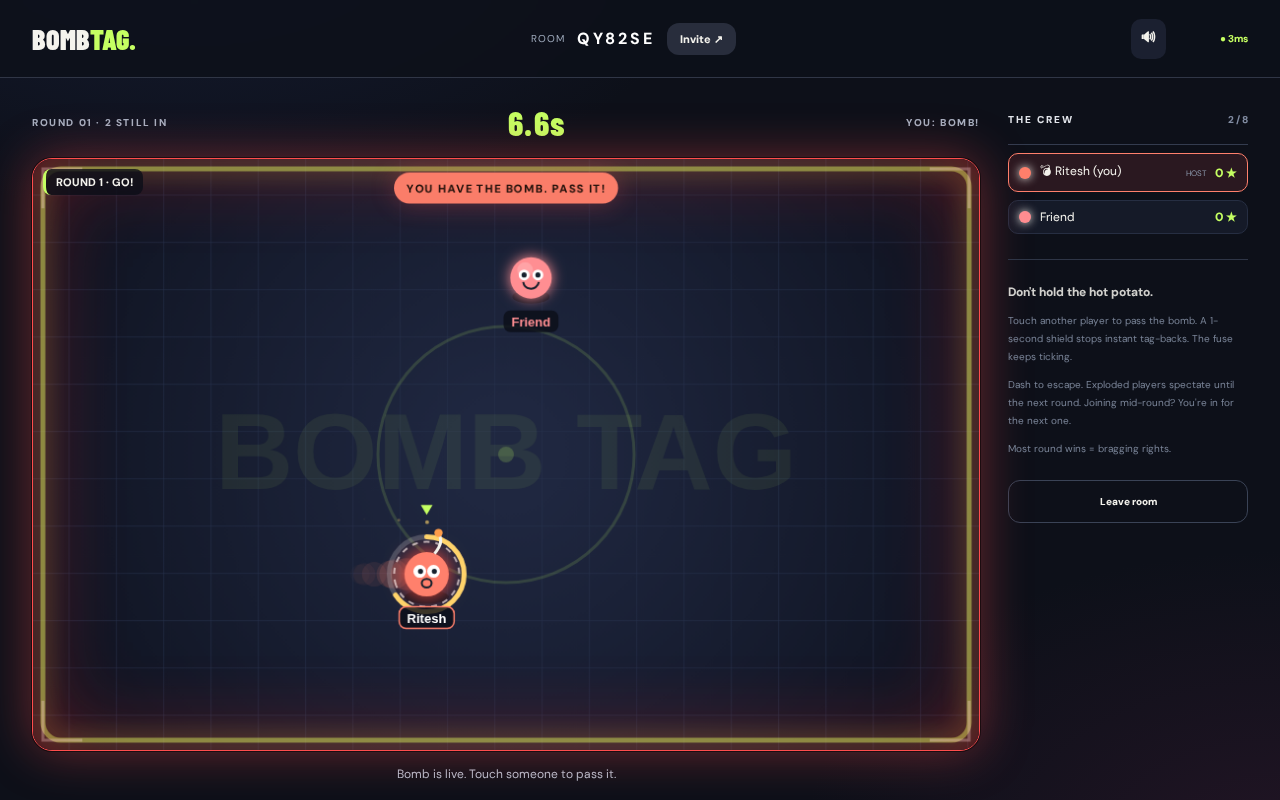 BOMBTAG.
ROOM QY82SE Invite ↗
3ms
ROUND 01 · 2 STILL IN
6.6s
YOU: BOMB!
ROUND 1 · GO!
YOU HAVE THE BOMB. PASS IT!
Friend
BOMB TAG
Ritesh
Bomb is live. Touch someone to pass it.
THE CREW 2/8
Ritesh (you) HOST 0 ★
Friend 0 ★
Don't hold the hot potato.
Touch another player to pass the bomb. A 1-
second shield stops instant tag-backs. The fuse
keeps ticking.
Dash to escape. Exploded players spectate until
the next round. Joining mid-round? You're in for
the next one.
Most round wins = bragging rights.
Leave room